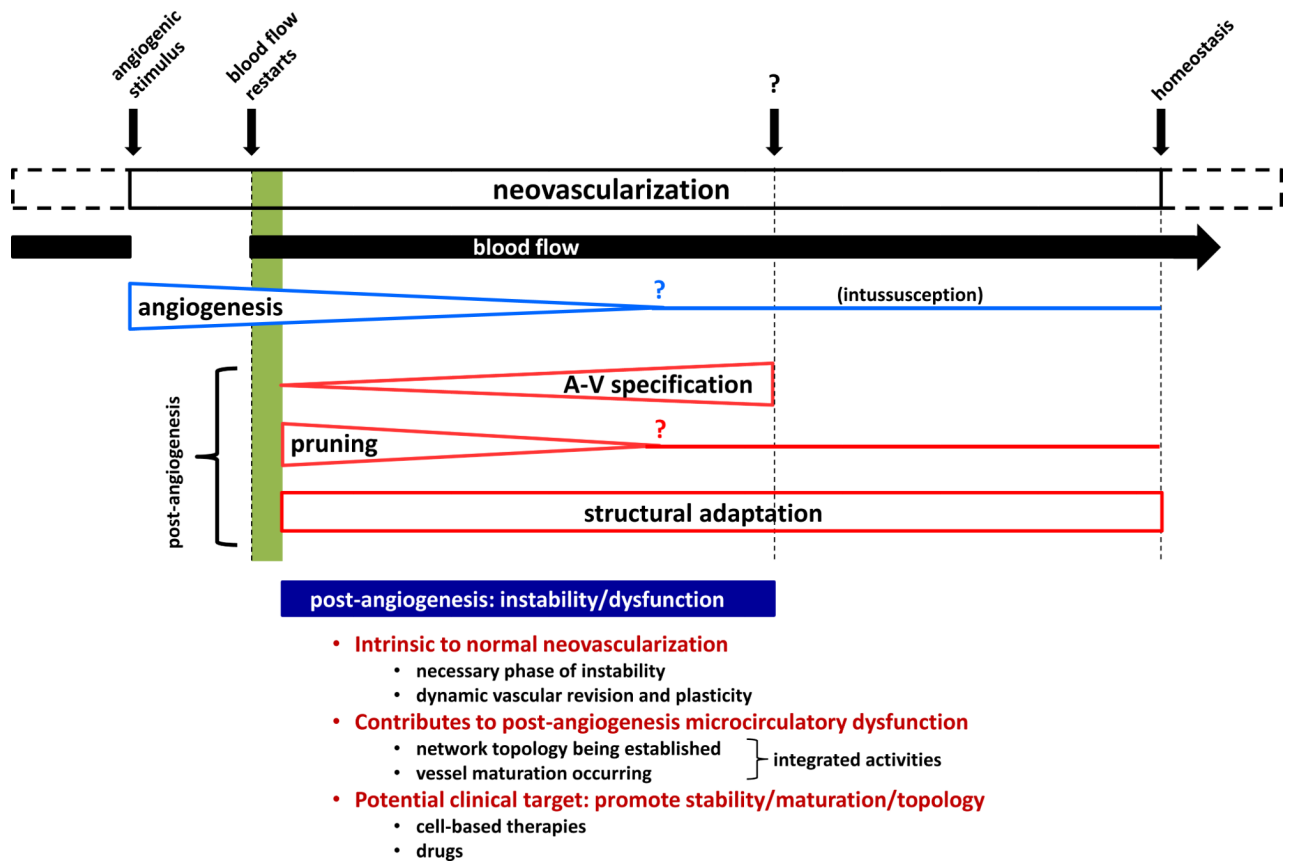 angiogenic
stimulus
blood flow
restarts
?
homeostasis
neovascularization
blood flow
angiogenesis
?
(intussusception)
post-angiogenesis
A-V specification
pruning
?
structural adaptation
post-angiogenesis: instability/dysfunction
• Intrinsic to normal neovascularization
• necessary phase of instability
• dynamic vascular revision and plasticity
• Contributes to post-angiogenesis microcirculatory dysfunction
• network topology being established
• vessel maturation occurring
integrated activities
• Potential clinical target: promote stability/maturation/topology
• cell-based therapies
• drugs